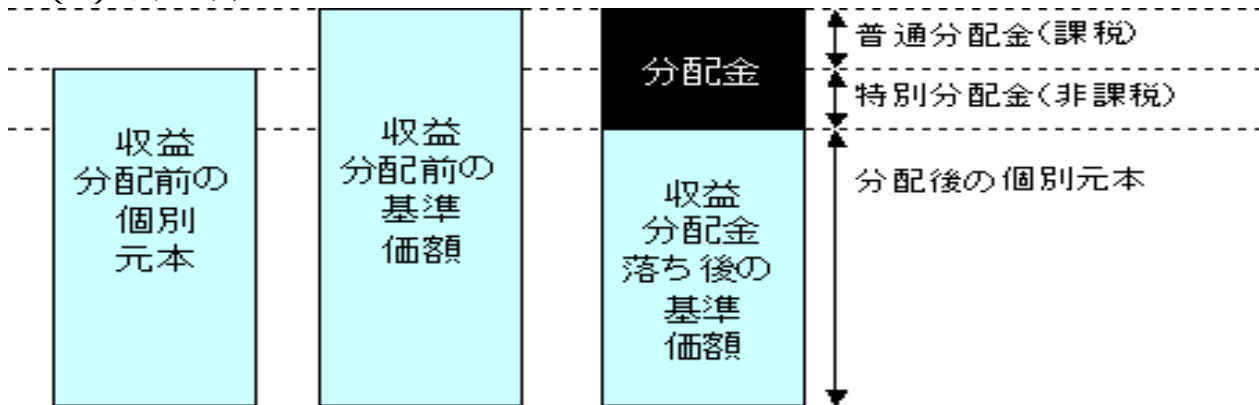 収益
分配前の
個別
元本
収益
分配前の
基準
価額
分配金
収益
分配金
落ち後の
基準
価額
普通分配金(課税)
特別分配金(非課税)
分配後の個別元本